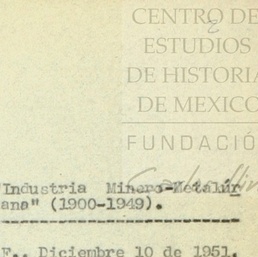 CENTRO DE
ESTUDIOS
DE HISTORIA
DE MEXICO
FUNDACIÓ
"Industria Minero-Metalúr
ana" (1900-1949).
F., Diciembre 10 de 1951.